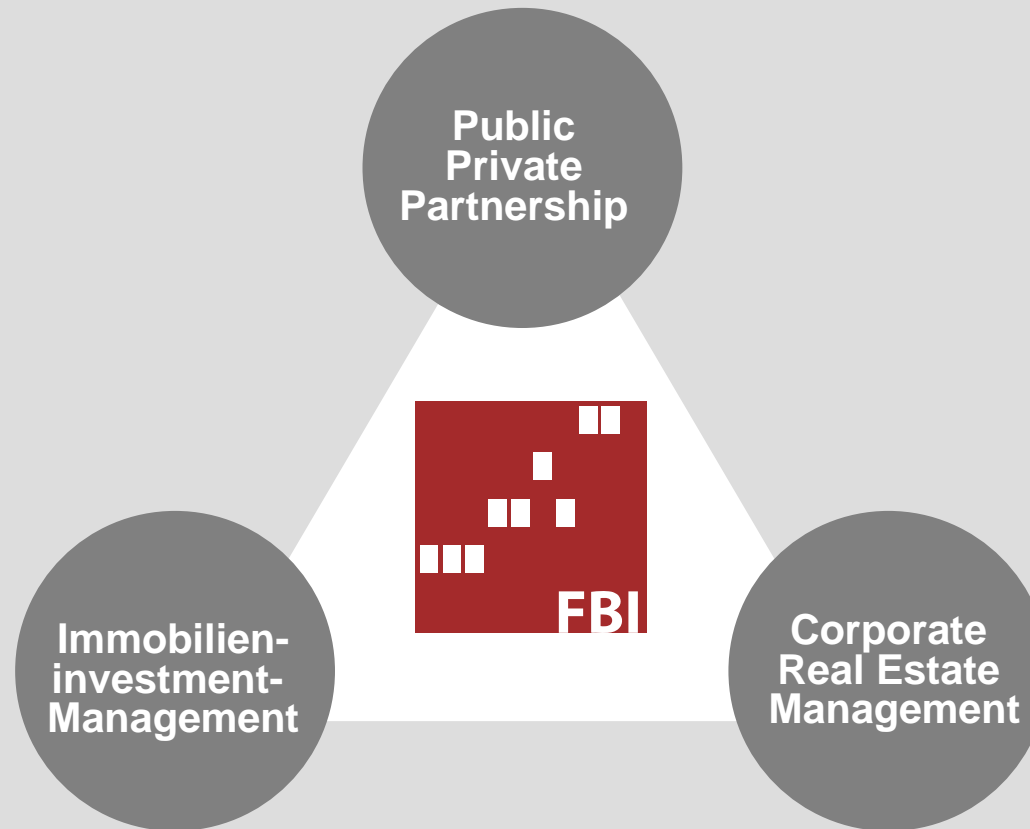 Public
Private
Partnership
FBI
Immobilien-
investment-
Management
Corporate
Real Estate
Management